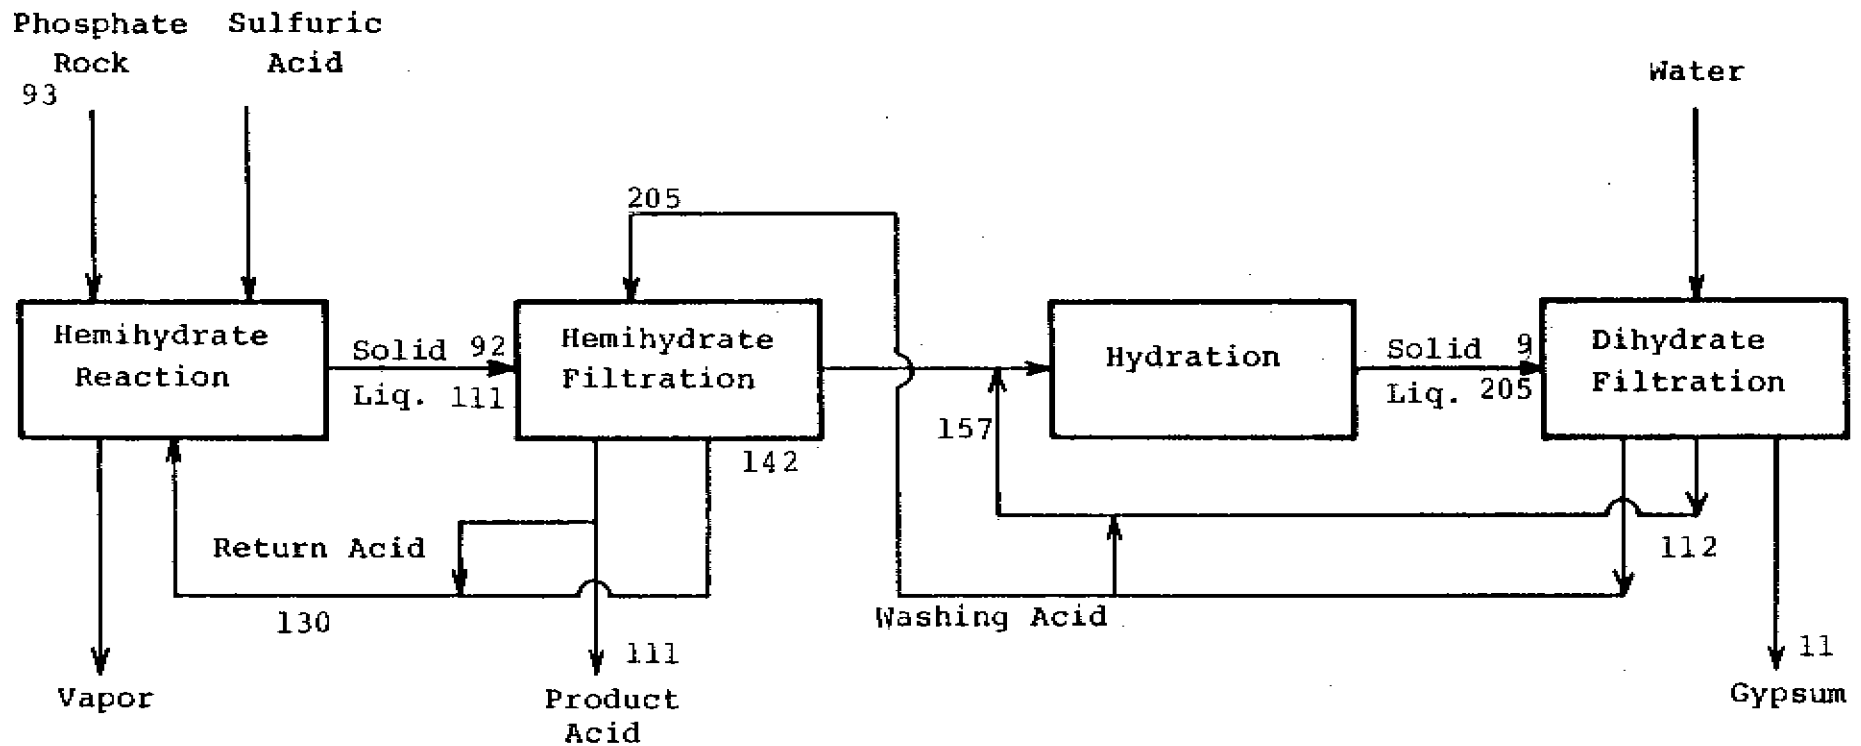 Phosphate
Rock
93
Sulfuric
Acid
Water
205
Hemihydrate
Reaction
Solid 92
Liq. 111
Hemihydrate
Filtration
142
Hydration
157
Solid 9
Liq. 205
Dihydrate
Filtration
112
Return Acid
130
Washing Acid
111
11
Vapor
Product
Acid
Gypsum